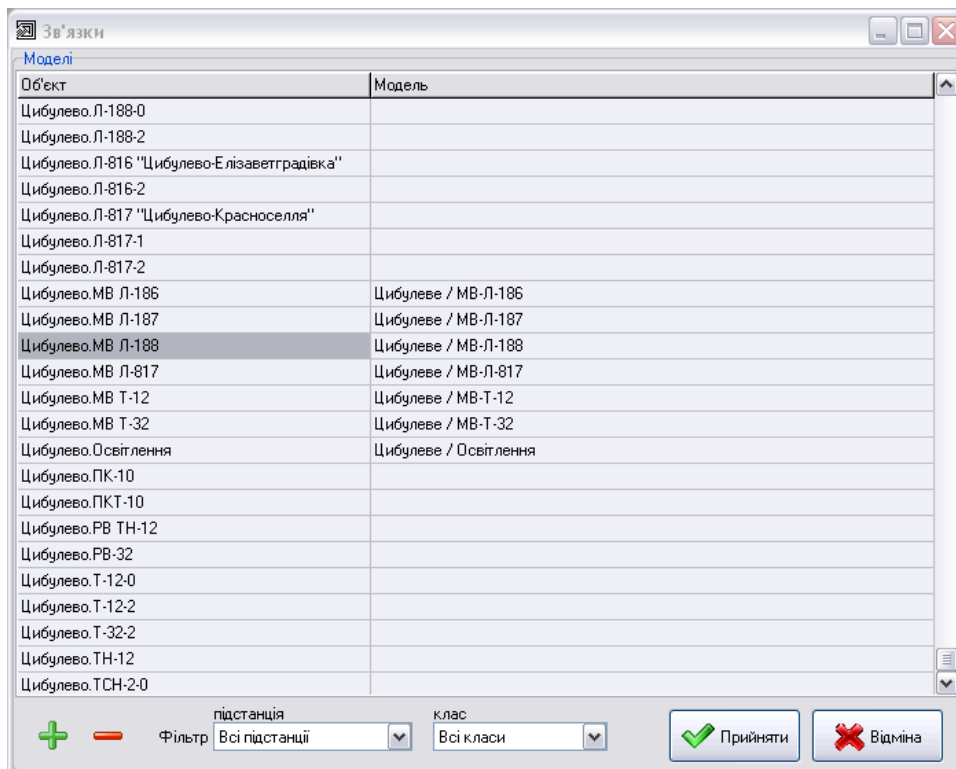 Зв'язки
Моделі
Об'єкт Модель
Цибулево.Л-188-0
Цибулево.Л-188-2
Цибулево.Л-816 "Цибулево-Елізаветградівка"
Цибулево.Л-816-2
Цибулево.Л-817 "Цибулево-Красноселля"
Цибулево.Л-817-1
Цибулево.Л-817-2
Цибулево.МВ Л-186 Цибулеве / МВ-Л-186
Цибулево.МВ Л-187 Цибулеве / МВ-Л-187
Цибулево.МВ Л-188 Цибулеве / МВ-Л-188
Цибулево.МВ Л-817 Цибулеве / МВ-Л-817
Цибулево.МВ Т-12 Цибулеве / МВ-Т-12
Цибулево.МВ Т-32 Цибулеве / МВ-Т-32
Цибулево.Освітлення Цибулеве / Освітлення
Цибулево.ПК-10
Цибулево.ПКТ-10
Цибулево.РВ ТН-12
Цибулево.РВ-32
Цибулево.Т-12-0
Цибулево.Т-12-2
Цибулево.Т-32-2
Цибулево.ТН-12
Цибулево.ТСН-2-0
підстанція клас
Фільтр Всі підстанції Всі класи Прийняти Відміна